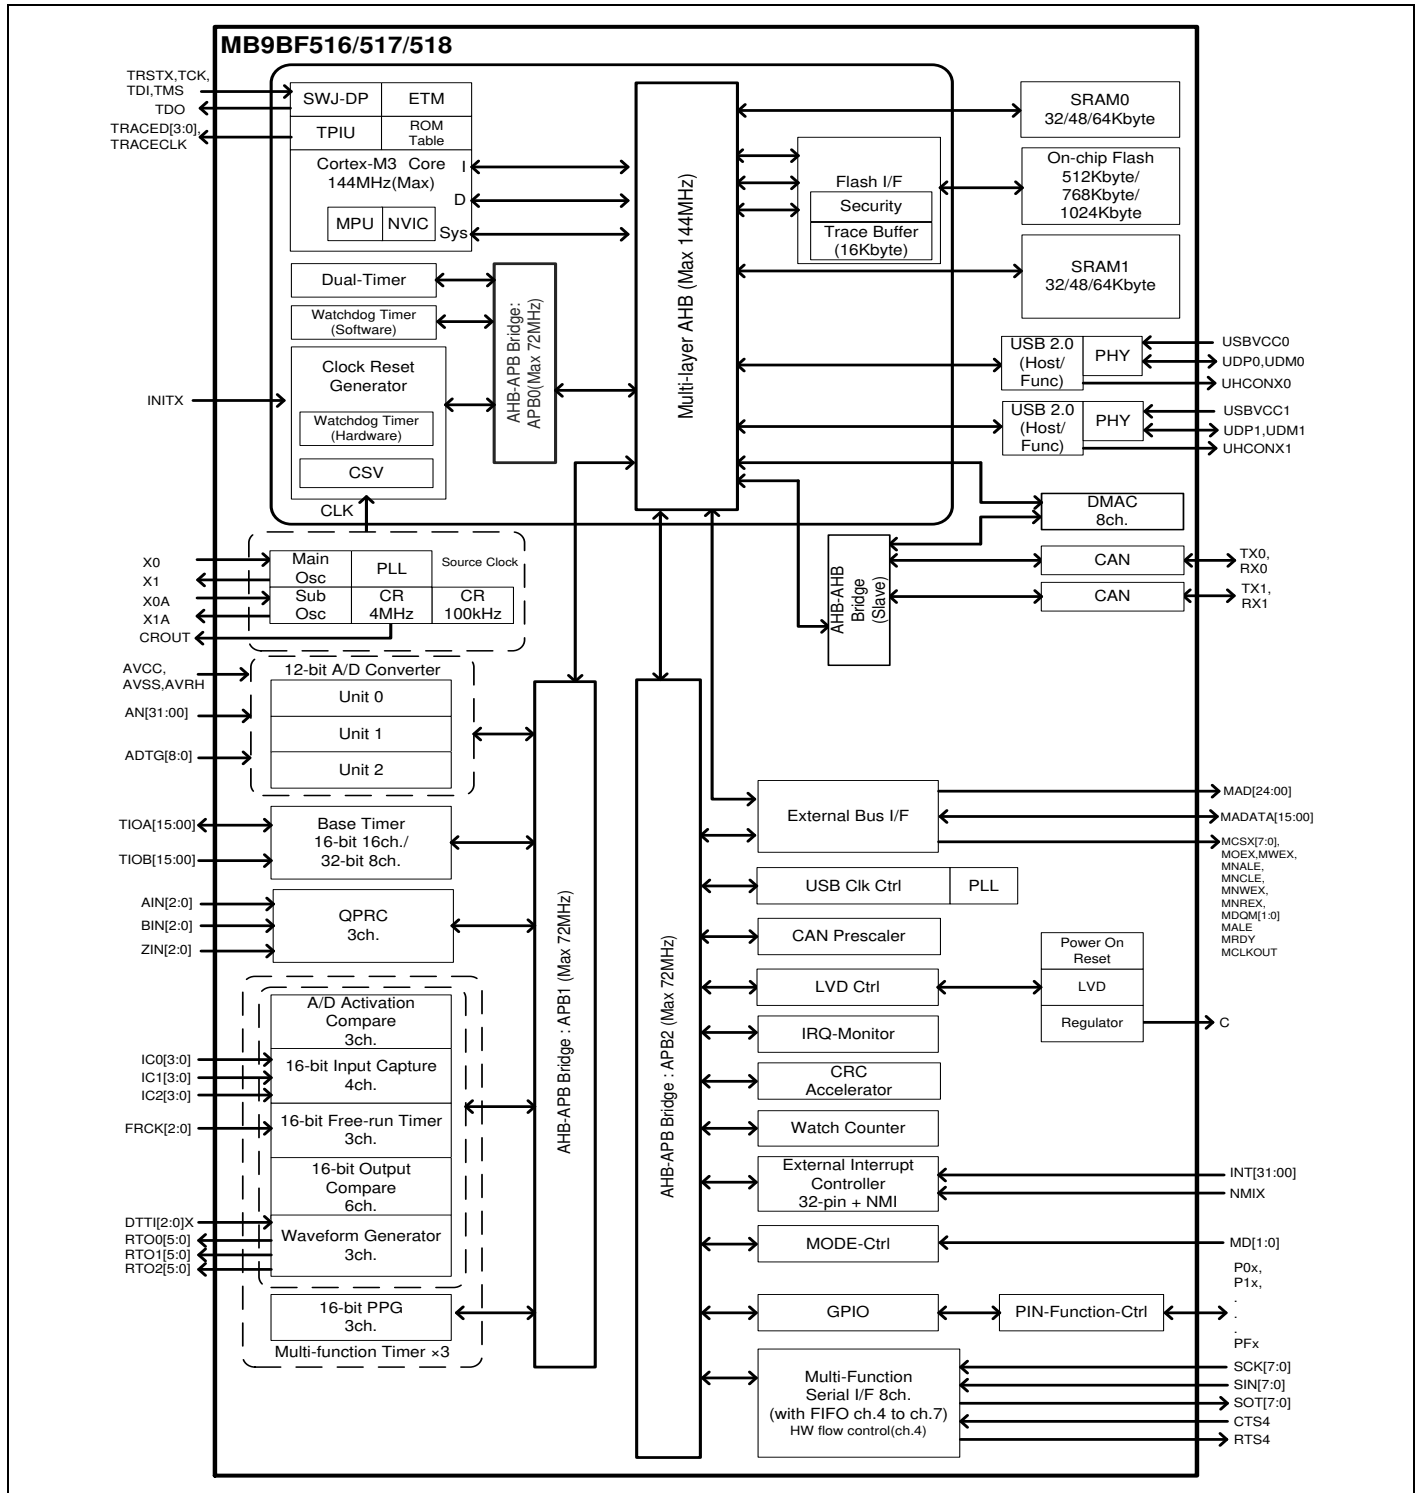 MB9BF516/517/518
TRSTX,TCK,
TDI,TMS
TDO
TRACED[3:0],
TRACECLK
SWJ-DP
ETM
TPIU
ROM
Table
Cortex-M3 Core
144MHz(Max)
I
D
Sys
MPU
NVIC
Dual-Timer
Watchdog Timer
(Software)
Clock Reset
Generator
Watchdog Timer
(Hardware)
CSV
INITX
CLK
AHB-APB Bridge:
APB0(Max 72MHz)
Multi-layer AHB (Max 144MHz)
Flash I/F
Security
Trace Buffer
(16Kbyte)
SRAM0
32/48/64Kbyte
On-chip Flash
512Kbyte/
768Kbyte/
1024Kbyte
SRAM1
32/48/64Kbyte
USB 2.0
(Host/
Func)
PHY
USBVCC0
UDP0,UDM0
UHCONX0
USB 2.0
(Host/
Func)
PHY
USBVCC1
UDP1,UDM1
UHCONX1
DMAC
8ch.
AHB-AHB
Bridge
(Slave)
CAN
TX0,
RX0
CAN
TX1,
RX1
X0
X1
X0A
X1A
CROUT
Main
Osc
PLL
Source Clock
Sub
Osc
CR
4MHz
CR
100kHz
AVCC,
AVSS,AVRH
AN[31:00]
ADTG[8:0]
12-bit A/D Converter
Unit 0
Unit 1
Unit 2
TIOA[15:00]
TIOB[15:00]
Base Timer
16-bit 16ch./
32-bit 8ch.
AIN[2:0]
BIN[2:0]
ZIN[2:0]
QPRC
3ch.
A/D Activation
Compare
3ch.
IC0[3:0]
IC1[3:0]
IC2[3:0]
16-bit Input Capture
4ch.
FRCK[2:0]
16-bit Free-run Timer
3ch.
16-bit Output
Compare
6ch.
DTTI[2:0]X
RTO0[5:0]
RTO1[5:0]
RTO2[5:0]
Waveform Generator
3ch.
16-bit PPG
3ch.
Multi-function Timer ×3
AHB-APB Bridge : APB1 (Max 72MHz)
AHB-APB Bridge : APB2 (Max 72MHz)
External Bus I/F
MAD[24:00]
MADATA[15:00]
MCSX[7:0],
MOEX,MWEX,
MNALE,
MNCLE,
MNWEX,
MNREX,
MDQM[1:0]
MALE
MRDY
MCLKOUT
USB Clk Ctrl
PLL
CAN Prescaler
LVD Ctrl
Power On
Reset
LVD
Regulator
C
IRQ-Monitor
CRC
Accelerator
Watch Counter
External Interrupt
Controller
32-pin + NMI
INT[31:00]
NMIX
MODE-Ctrl
MD[1:0]
GPIO
PIN-Function-Ctrl
P0x,
P1x,
.
.
.
PFx
Multi-Function
Serial I/F 8ch.
(with FIFO ch.4 to ch.7)
HW flow control(ch.4)
SCK[7:0]
SIN[7:0]
SOT[7:0]
CTS4
RTS4